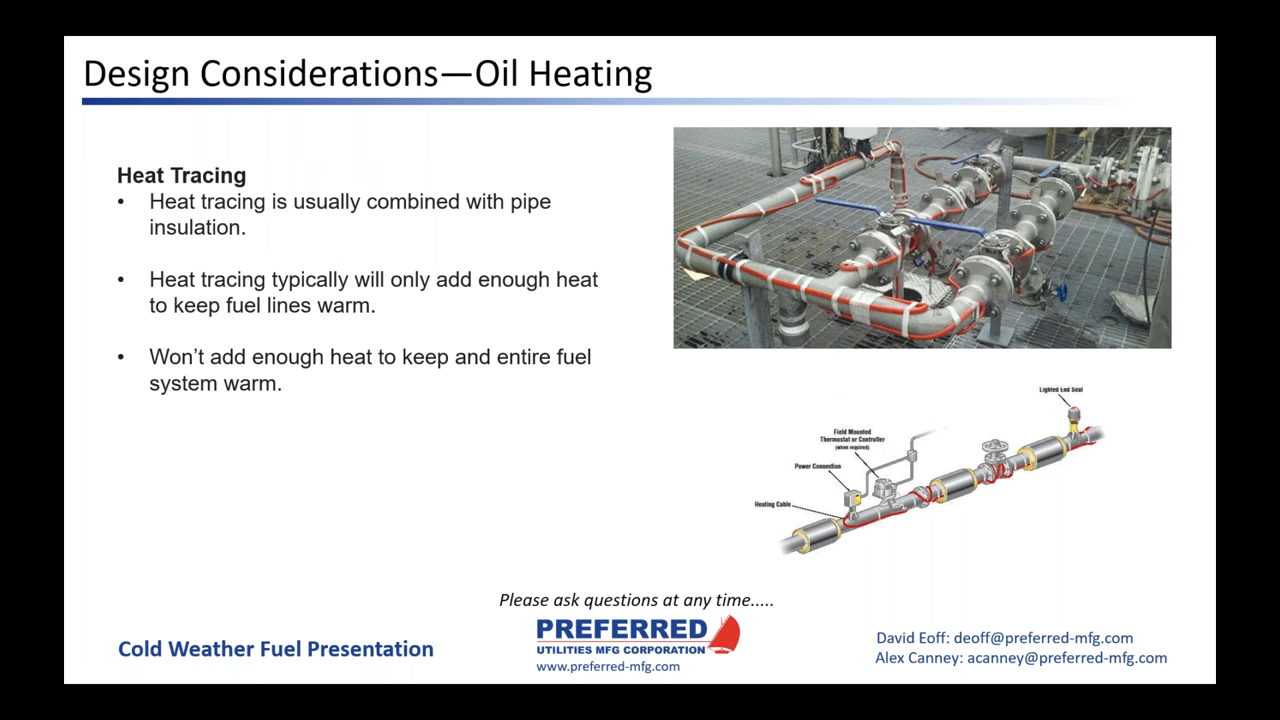 Design Considerations—Oil Heating
Heat Tracing
• Heat tracing is usually combined with pipe
insulation.
• Heat tracing typically will only add enough heat
to keep fuel lines warm.
• Won’t add enough heat to keep and entire fuel
system warm.
Lighted End Seal
Field Mounted
Thermostat or Controller
(when required)
Power Connection
Heating Cable
Please ask questions at any time.....
Cold Weather Fuel Presentation
PREFERRED
UTILITIES MFG CORPORATION
www.preferred-mfg.com
David Eoff: deoff@preferred-mfg.com
Alex Canney: acanney@preferred-mfg.com